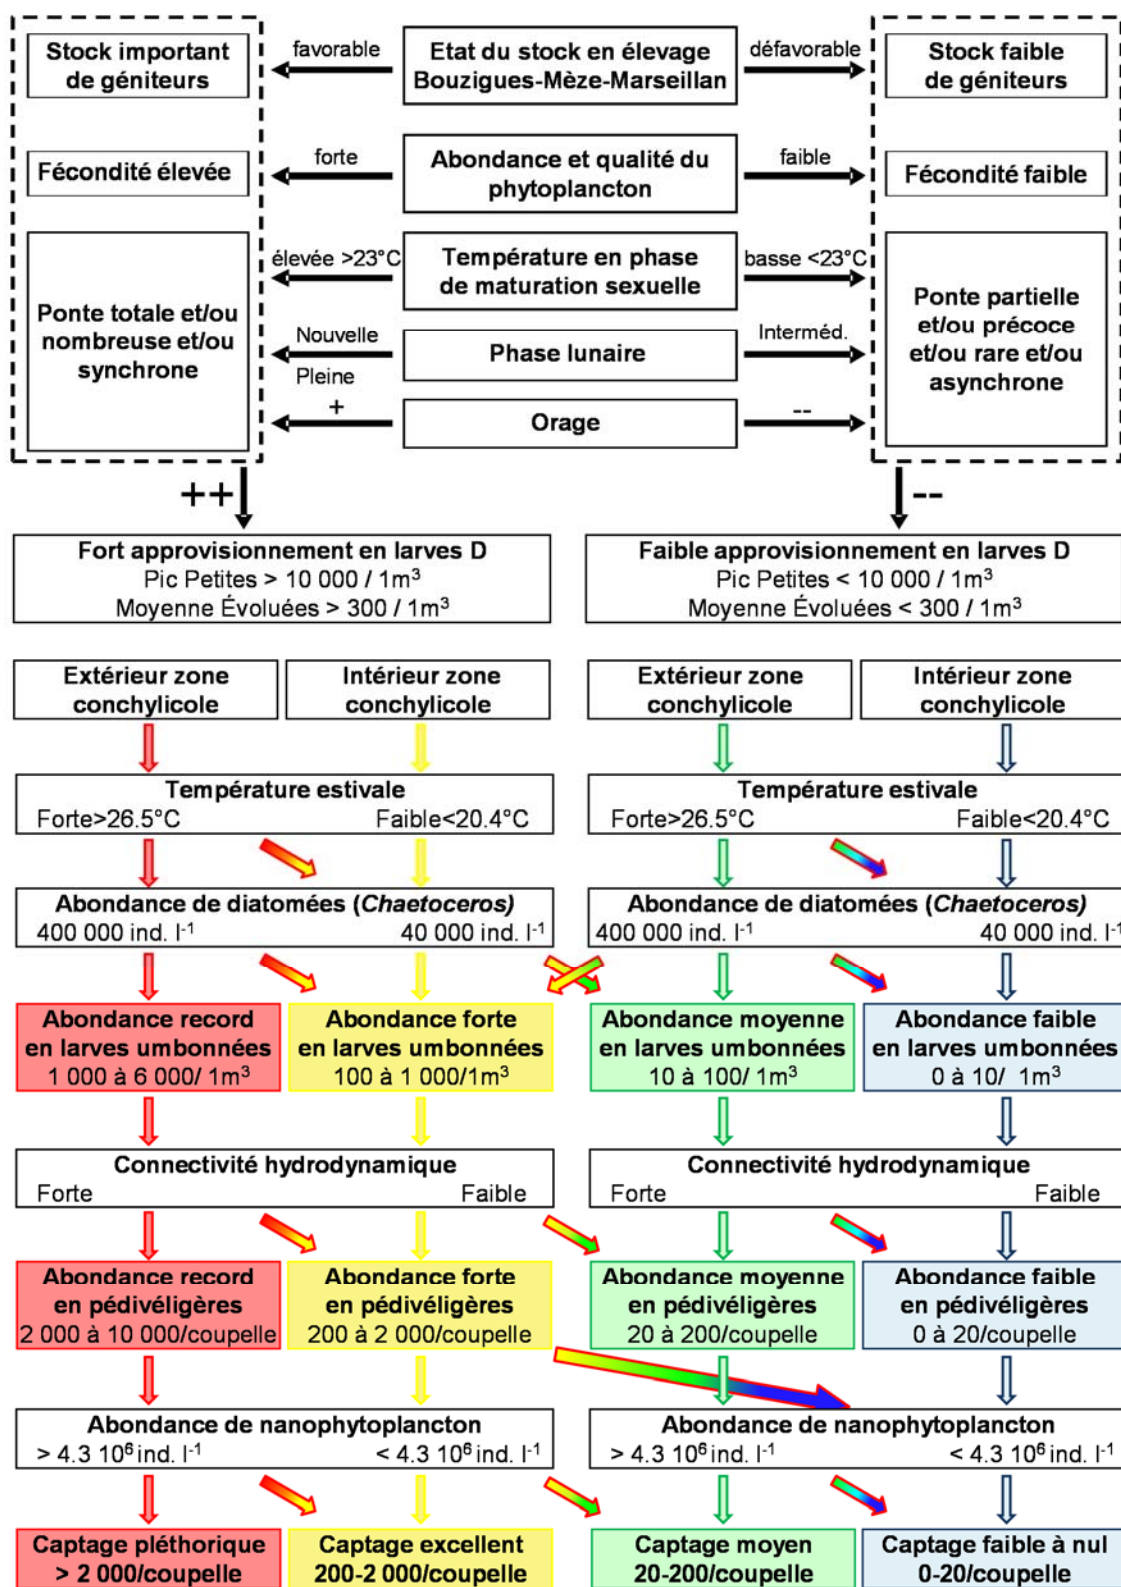 Stock important
de géniteurs
favorable
Etat du stock en élevage
Bouzigues-Mèze-Marseillan
défavorable
Stock faible
de géniteurs
Fécondité élevée
forte
Abondance et qualité du
phytoplancton
faible
Fécondité faible
Ponte totale et/ou
nombreuse et/ou
synchrone
élevée >23°C
Température en phase
de maturation sexuelle
basse <23°C
Ponte partielle
et/ou précoce
et/ou rare et/ou
asynchrone
Nouvelle
Pleine
Phase lunaire
Interméd.
+
Orage
--
++
--
Fort approvisionnement en larves D
Pic Petites > 10 000 / 1m³
Moyenne Évoluées > 300 / 1m³
Faible approvisionnement en larves D
Pic Petites < 10 000 / 1m³
Moyenne Évoluées < 300 / 1m³
Extérieur zone
conchylicole
Intérieur zone
conchylicole
Extérieur zone
conchylicole
Intérieur zone
conchylicole
Température estivale
Forte>26.5°C Faible<20.4°C
Température estivale
Forte>26.5°C Faible<20.4°C
Abondance de diatomées (Chaetoceros)
400 000 ind. l⁻¹ 40 000 ind. l⁻¹
Abondance de diatomées (Chaetoceros)
400 000 ind. l⁻¹ 40 000 ind. l⁻¹
Abondance record
en larves umbonnées
1 000 à 6 000/ 1m³
Abondance forte
en larves umbonnées
100 à 1 000/1m³
Abondance moyenne
en larves umbonnées
10 à 100/ 1m³
Abondance faible
en larves umbonnées
0 à 10/ 1m³
Connectivité hydrodynamique
Forte Faible
Connectivité hydrodynamique
Forte Faible
Abondance record
en pédivéligères
2 000 à 10 000/coupelle
Abondance forte
en pédivéligères
200 à 2 000/coupelle
Abondance moyenne
en pédivéligères
20 à 200/coupelle
Abondance faible
en pédivéligères
0 à 20/coupelle
Abondance de nanophytoplancton
> 4.3 10⁶ ind. l⁻¹ < 4.3 10⁶ ind. l⁻¹
Abondance de nanophytoplancton
> 4.3 10⁶ ind. l⁻¹ < 4.3 10⁶ ind. l⁻¹
Captage pléthorique
> 2 000/coupelle
Captage excellent
200-2 000/coupelle
Captage moyen
20-200/coupelle
Captage faible à nul
0-20/coupelle